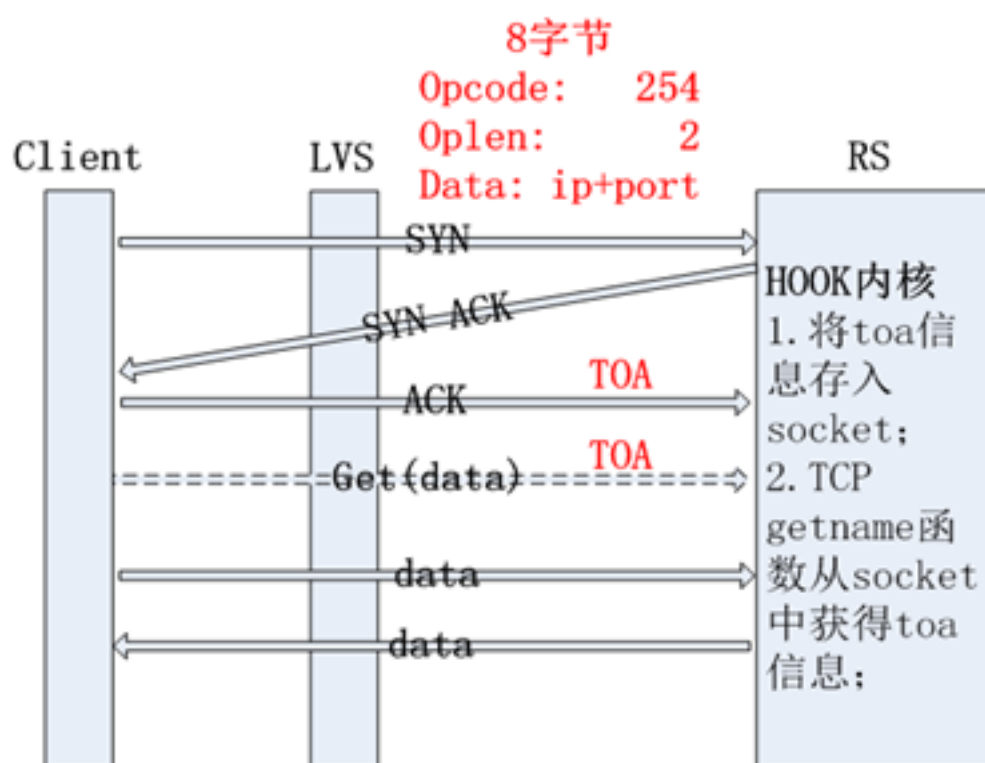 8字节
Opcode: 254
Oplen: 2
Data: ip+port
Client
LVS
RS
SYN
SYN ACK
ACK
TOA
Get(data)
TOA
data
data
HOOK内核
1.将toa信
息存入
socket;
2.TCP
getname函
数从socket
中获得toa
信息;